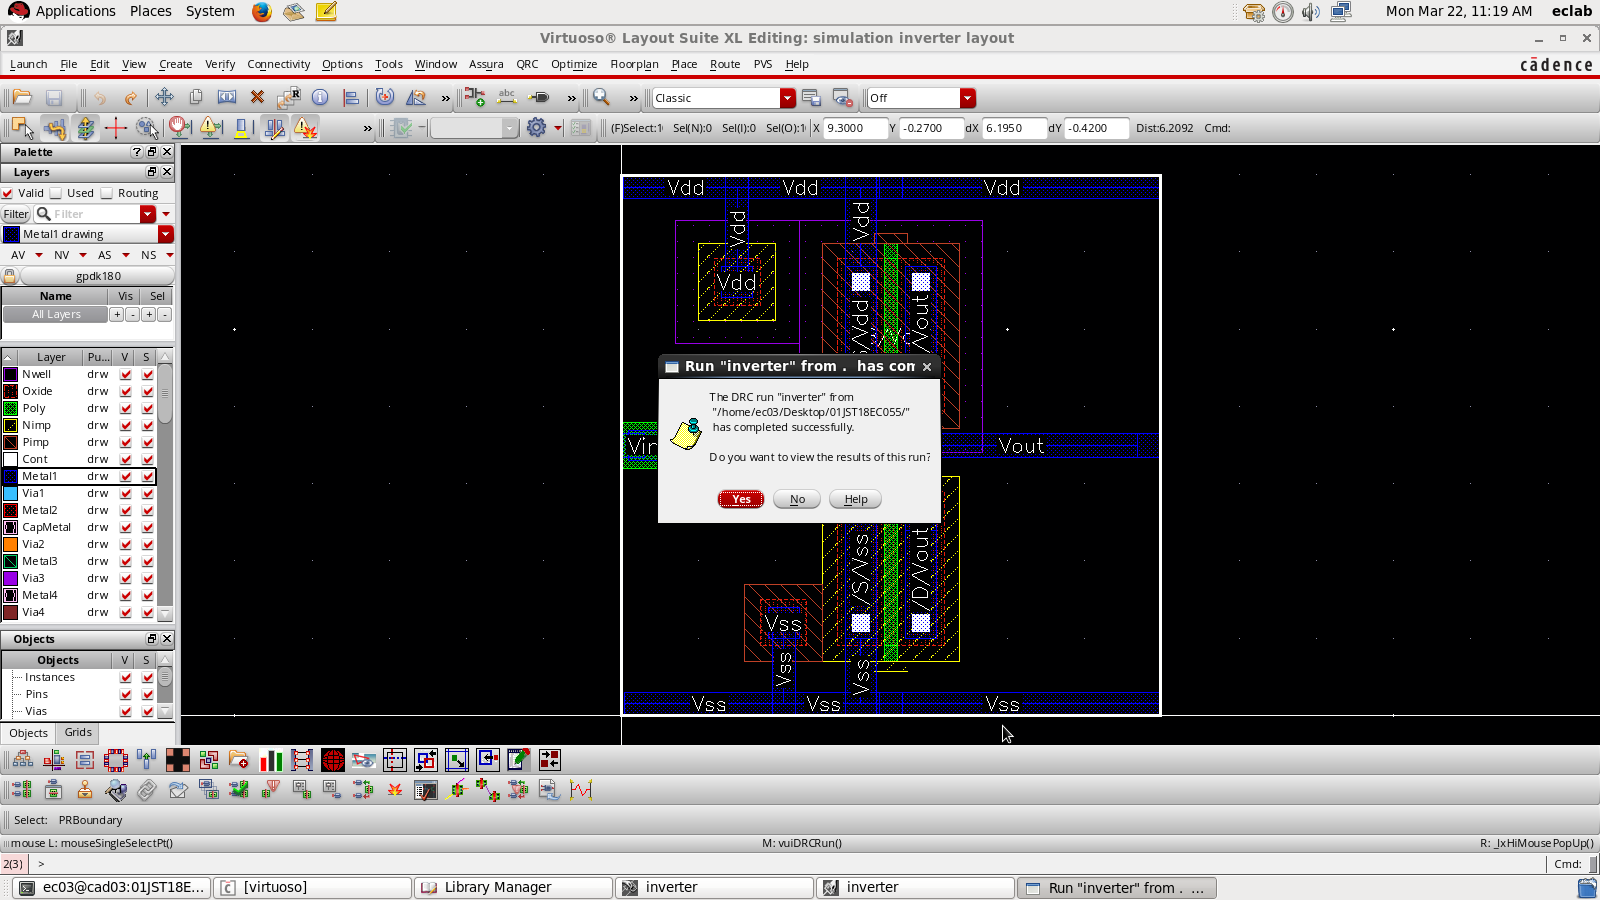 Applications Places System Mon Mar 22, 11:19 AM eclab
Virtuoso® Layout Suite XL Editing: simulation inverter layout
Launch File Edit View Create Verify Connectivity Options Tools Window Assura QRC Optimize Floorplan Place Route PVS Help cādence
abc » » » Classic Off
» (F)Select:1 Sel(N):0 Sel(I):0 Sel(O):1 X 9.3000 Y -0.2700 dX 6.1950 dY -0.4200 Dist:6.2092 Cmd:
Palette ?
Layers
Valid Used Routing
Filter Filter
Metal1 drawing
AV NV AS NS
gpdk180
Name Vis Sel
All Layers + - + -
Layer Pu... V S
Nwell drw
Oxide drw
Poly drw
Nimp drw
Pimp drw
Cont drw
Metal1 drw
Via1 drw
Metal2 drw
CapMetal drw
Via2 drw
Metal3 drw
Via3 drw
Metal4 drw
Via4 drw
Objects
Objects V S
Instances
Pins
Vias
Objects Grids
Vdd Vdd Vdd
Vdd Vdd
Vdd
/Vdd Vout
Vin Vout
Run "inverter" from . has com
The DRC run "inverter" from
"/home/ec03/Desktop/01JST18EC055/"
has completed successfully.
Do you want to view the results of this run?
Yes No Help
/S/Vss /D/Vout
Vss
Vss Vss
Vss Vss Vss
Select: PRBoundary
mouse L: mouseSingleSelectPt() M: vuiDRCRun() R: _lxHiMousePopUp()
2(3) > Cmd:
ec03@cad03:01JST18E... [virtuoso] Library Manager inverter inverter Run "inverter" from . ...